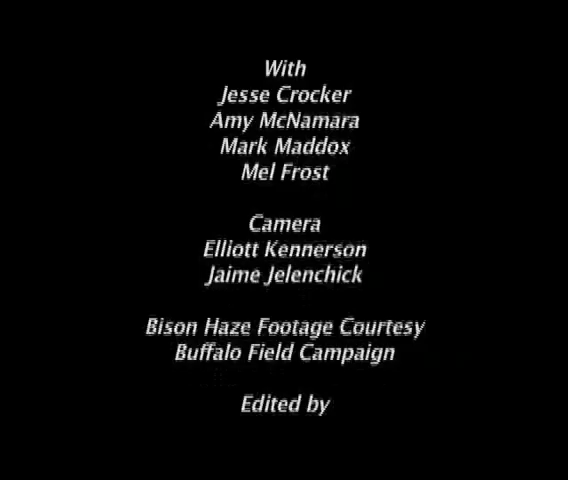 With
Jesse Crocker
Amy McNamara
Mark Maddox
Mel Frost
Camera
Elliott Kennerson
Jaime Jelenchick
Bison Haze Footage Courtesy
Buffalo Field Campaign
Edited by